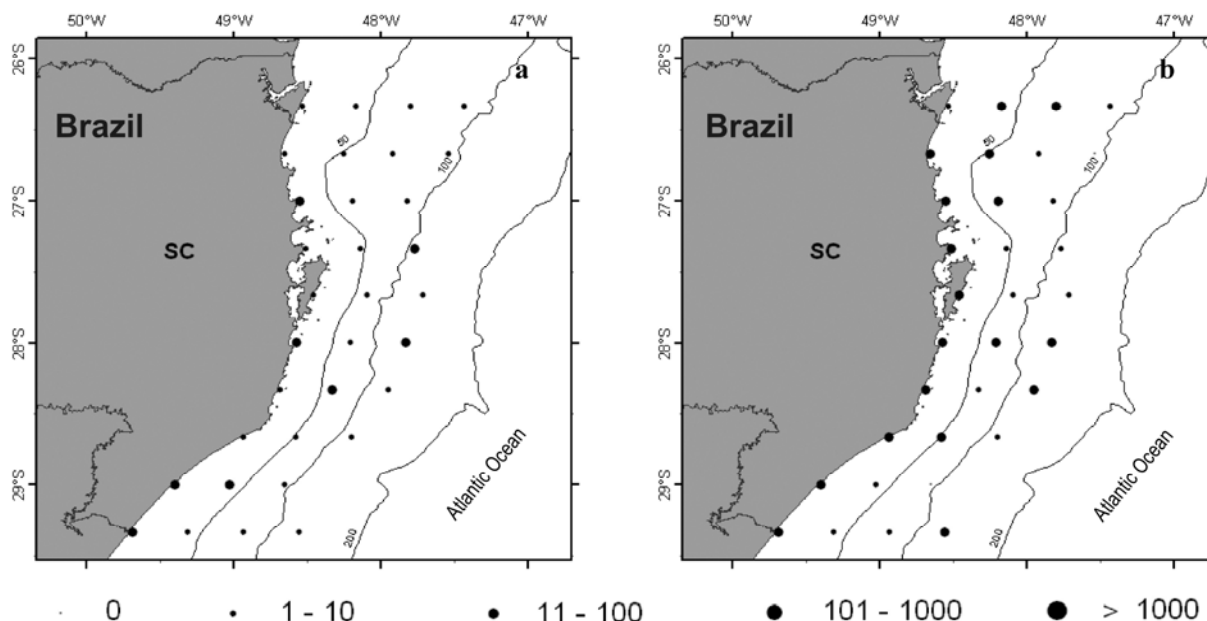 50°W 49°W 48°W 47°W 50°W 49°W 48°W 47°W
26°S a 26°S b
Brazil Brazil
50 50
100 100
27°S 27°S
SC SC
28°S 28°S
29°S Atlantic Ocean 29°S Atlantic Ocean
200 200
0 1 - 10 11 - 100 101 - 1000 > 1000